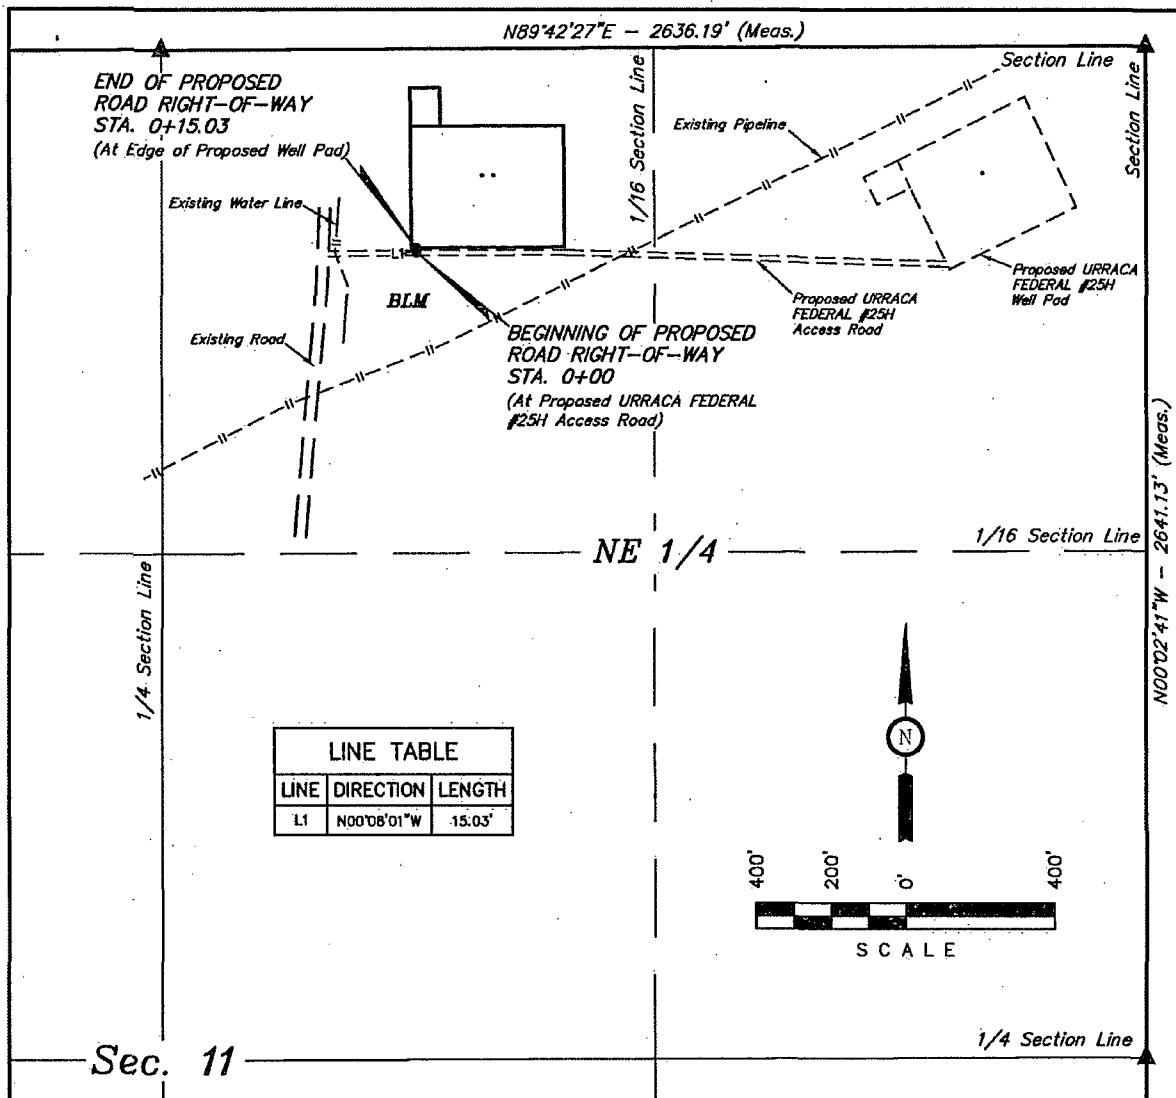 N89°42'27"E - 2636.19' (Meas.)
Section Line
END OF PROPOSED
ROAD RIGHT-OF-WAY
STA. 0+15.03
(At Edge of Proposed Well Pad)
Existing Water Line
1/16 Section Line
Existing Pipeline
Section Line
L1
BLM
Existing Road
BEGINNING OF PROPOSED
ROAD RIGHT-OF-WAY
STA. 0+00
(At Proposed URRACA FEDERAL
#25H Access Road)
Proposed URRACA
FEDERAL #25H
Access Road
Proposed URRACA
FEDERAL #25H
Well Pad
N00°02'41"W - 2641.13' (Meas.)
1/16 Section Line
NE 1/4
1/4 Section Line
LINE TABLE
LINE DIRECTION LENGTH
L1 N00°08'01"W 15.03'
N
400' 200' 0' 400'
SCALE
1/4 Section Line
Sec. 11